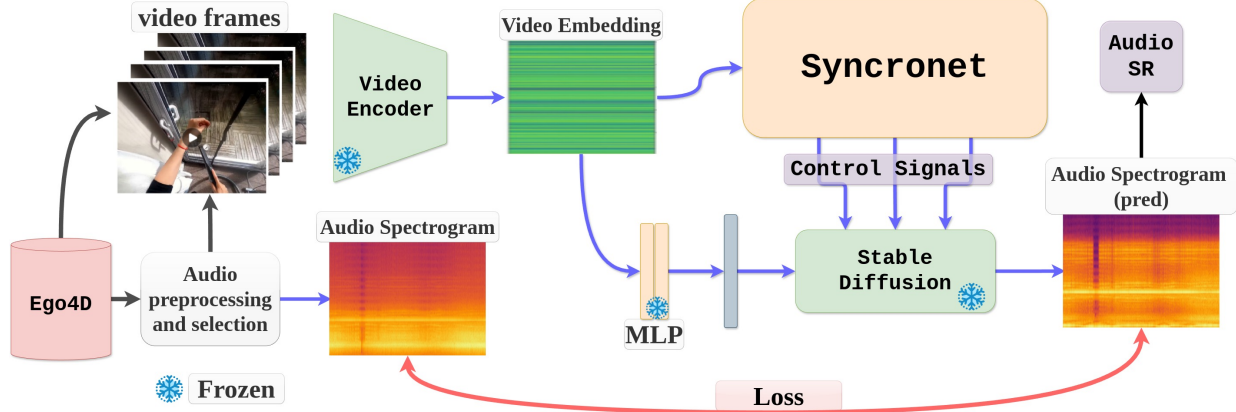 video frames
Video
Encoder
Video Embedding
Syncronet
Audio
SR
Control Signals
Audio Spectrogram
(pred)
Ego4D
Audio
preprocessing
and selection
Audio Spectrogram
MLP
Stable
Diffusion
Frozen
Loss